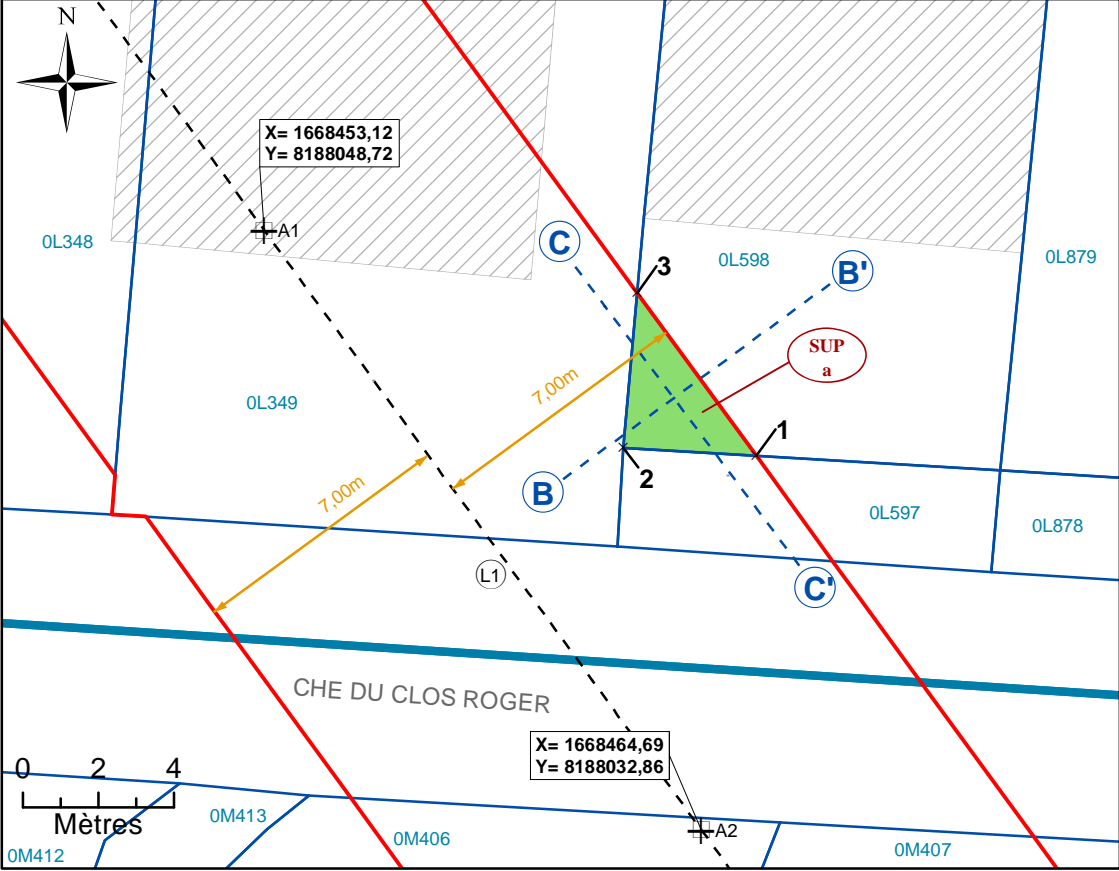 N
X= 1668453,12
Y= 8188048,72
A1
0L348
C
3
0L598
B'
0L879
SUP
a
7,00m
0L349
1
2
7,00m
B
0L597
0L878
L1
C'
CHE DU CLOS ROGER
X= 1668464,69
Y= 8188032,86
0 2 4
Mètres
0M413
0M406
A2
0M412
0M407